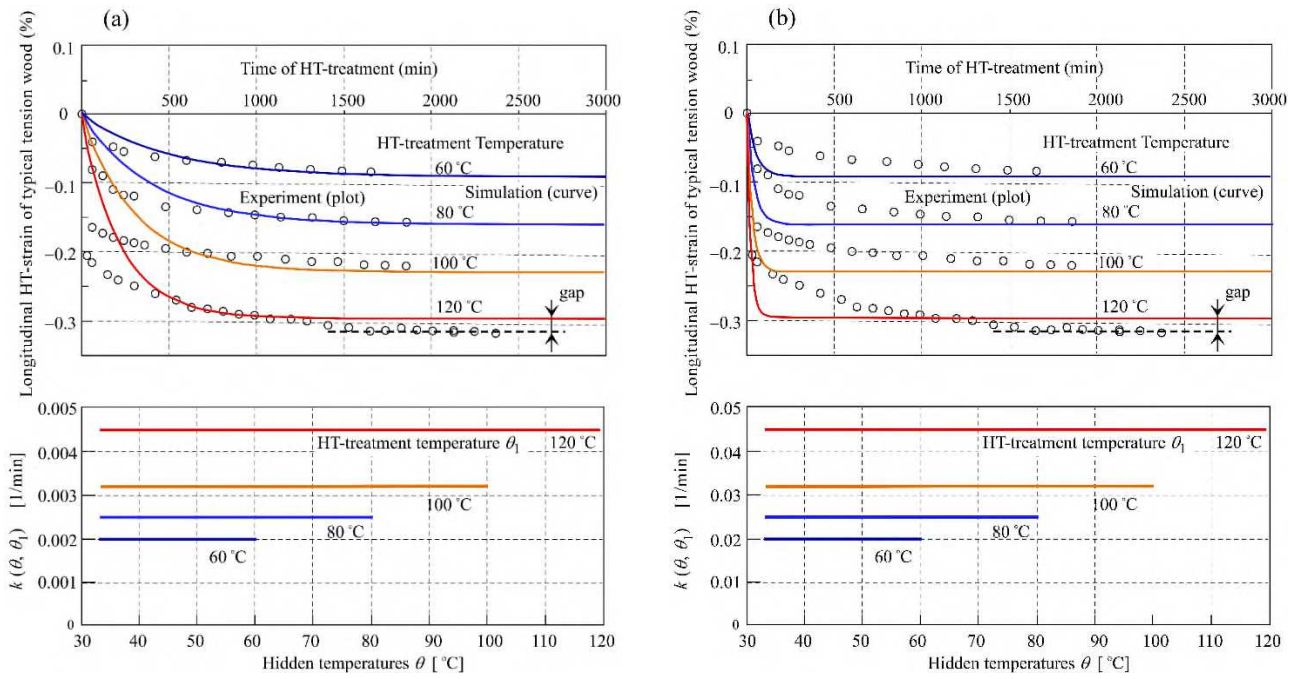 (a)
Longitudinal HT-strain of typical tension wood (%)
0.1
0
−0.1
−0.2
−0.3
Time of HT-treatment (min)
500 1000 1500 2000 2500 3000
HT-treatment Temperature
60 °C
Experiment (plot)
Simulation (curve)
80 °C
100 °C
120 °C
gap
k (θ, θ1) [1/min]
0.005
0.004
0.003
0.002
0.001
0
HT-treatment temperature θ1
120 °C
100 °C
80 °C
60 °C
30 40 50 60 70 80 90 100 110 120
Hidden temperatures θ [ °C]
(b)
Longitudinal HT-strain of typical tension wood (%)
0.1
0
−0.1
−0.2
−0.3
Time of HT-treatment (min)
500 1000 1500 2000 2500 3000
HT-treatment Temperature
60 °C
Experiment (plot)
Simulation (curve)
80 °C
100 °C
120 °C
gap
k (θ, θ1) [1/min]
0.05
0.04
0.03
0.02
0.01
0
HT-treatment temperature θ1
120 °C
100 °C
80 °C
60 °C
30 40 50 60 70 80 90 100 110 120
Hidden temperatures θ [ °C]